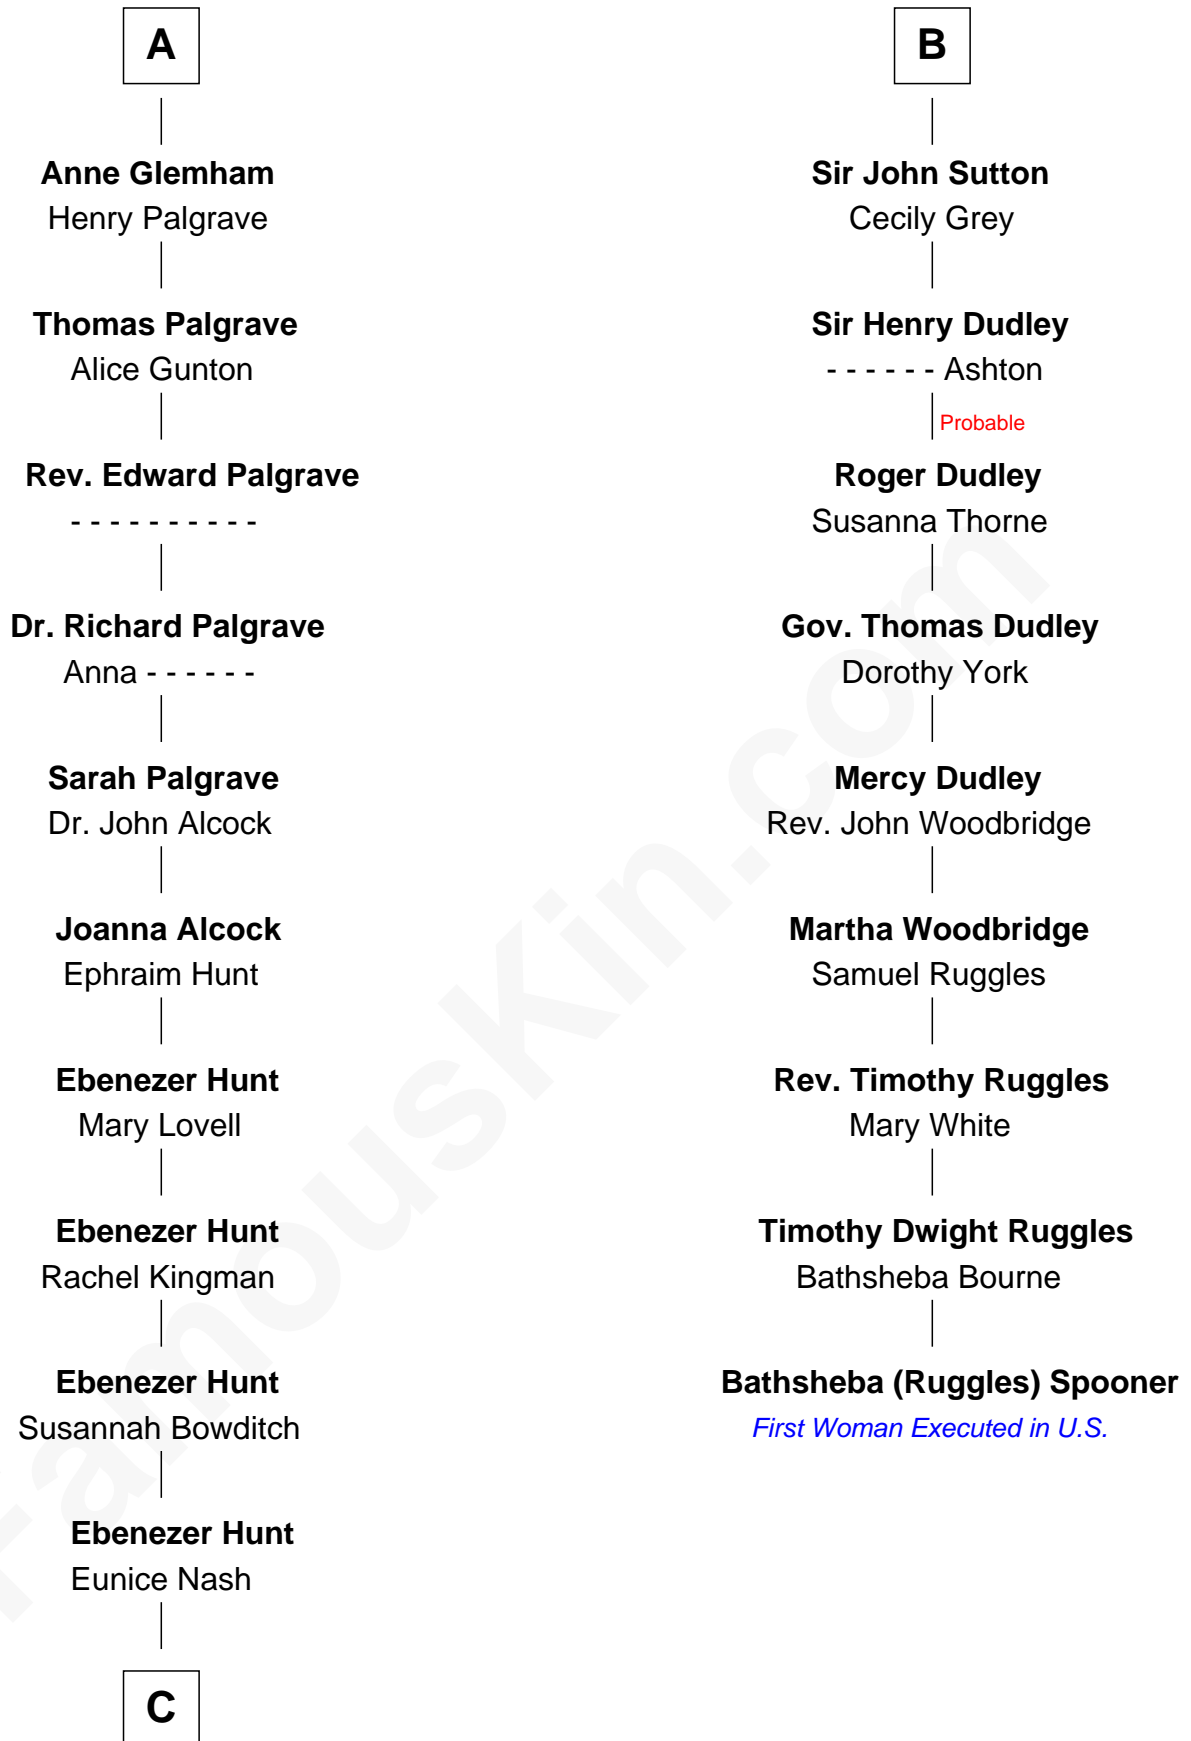 A
Anne Glemham
Henry Palgrave
Thomas Palgrave
Alice Gunton
Rev. Edward Palgrave
- - - - - - - - - -
Dr. Richard Palgrave
Anna - - - - - -
Sarah Palgrave
Dr. John Alcock
Joanna Alcock
Ephraim Hunt
Ebenezer Hunt
Mary Lovell
Ebenezer Hunt
Rachel Kingman
Ebenezer Hunt
Susannah Bowditch
Ebenezer Hunt
Eunice Nash
C
B
Sir John Sutton
Cecily Grey
Sir Henry Dudley
- - - - - - Ashton
Probable
Roger Dudley
Susanna Thorne
Gov. Thomas Dudley
Dorothy York
Mercy Dudley
Rev. John Woodbridge
Martha Woodbridge
Samuel Ruggles
Rev. Timothy Ruggles
Mary White
Timothy Dwight Ruggles
Bathsheba Bourne
Bathsheba (Ruggles) Spooner
First Woman Executed in U.S.
FamousKin.com